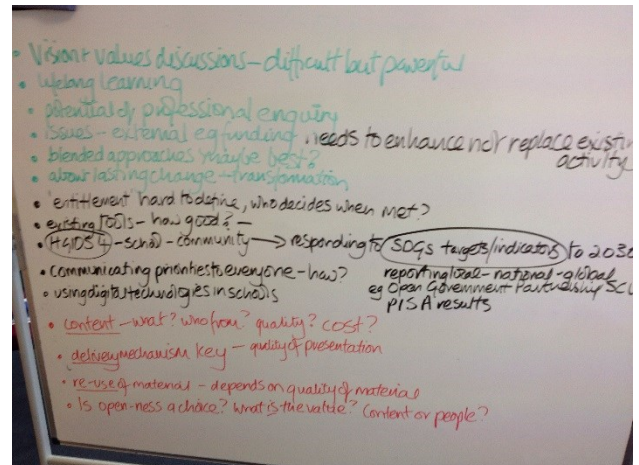 • Vision + values discussions - difficult but powerful
• lifelong learning
• potential of professional enquiry
• issues - external eg funding needs to enhance not replace existin
• blended approaches maybe best? activity
• about lasting change - transformation
• 'entitlement' hard to define, who decides when met?
• existing tools - how good? -
• HGIOS 4 - school - community → responding to SDGs targets/indicators to 2030
• communicating priorities to everyone - how? reporting local - national - global
• using digital technologies in schools eg Open Government Partnership
PISA results
• content - what? who from? quality? cost?
• delivery mechanism key - quality of presentation
• re-use of material - depends on quality of material
• Is open-ness a choice? What is the value? Content or people?